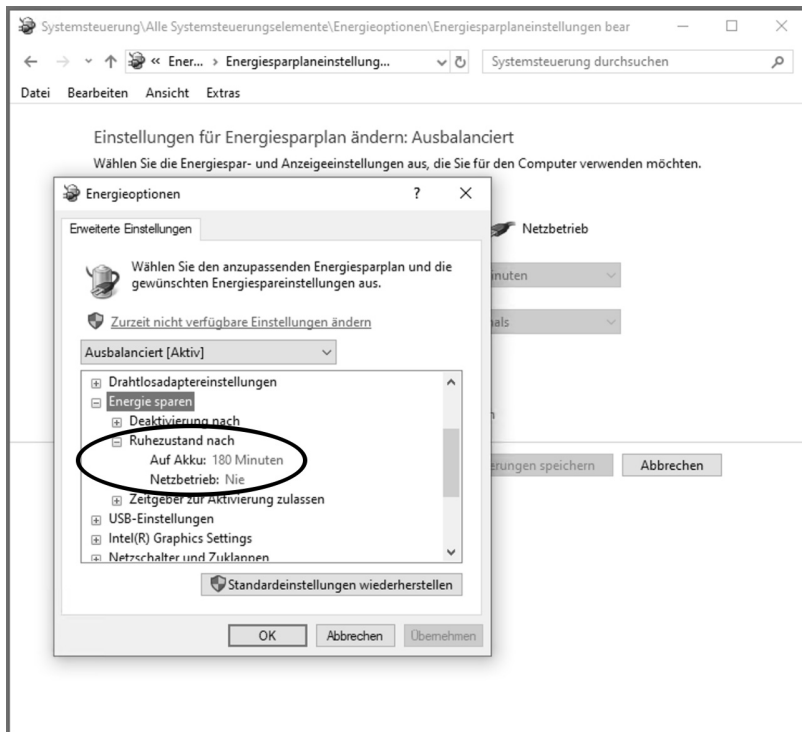 Systemsteuerung\Alle Systemsteuerungselemente\Energieoptionen\Energiesparplaneinstellungen bear
« Ener... › Energiesparplaneinstellung...
Systemsteuerung durchsuchen
Datei Bearbeiten Ansicht Extras
Einstellungen für Energiesparplan ändern: Ausbalanciert
Wählen Sie die Energiespar- und Anzeigeeinstellungen aus, die Sie für den Computer verwenden möchten.
Energieoptionen ?
Erweiterte Einstellungen
Netzbetrieb
Wählen Sie den anzupassenden Energiesparplan und die
gewünschten Energiespareinstellungen aus.
inuten
Zurzeit nicht verfügbare Einstellungen ändern
als
Ausbalanciert [Aktiv]
Drahtlosadaptereinstellungen
Energie sparen
Deaktivierung nach
Ruhezustand nach
Auf Akku: 180 Minuten
Netzbetrieb: Nie
Zeitgeber zur Aktivierung zulassen
USB-Einstellungen
Intel(R) Graphics Settings
Netzschalter und Zuklappen
erungen speichern
Abbrechen
Standardeinstellungen wiederherstellen
OK Abbrechen Übernehmen